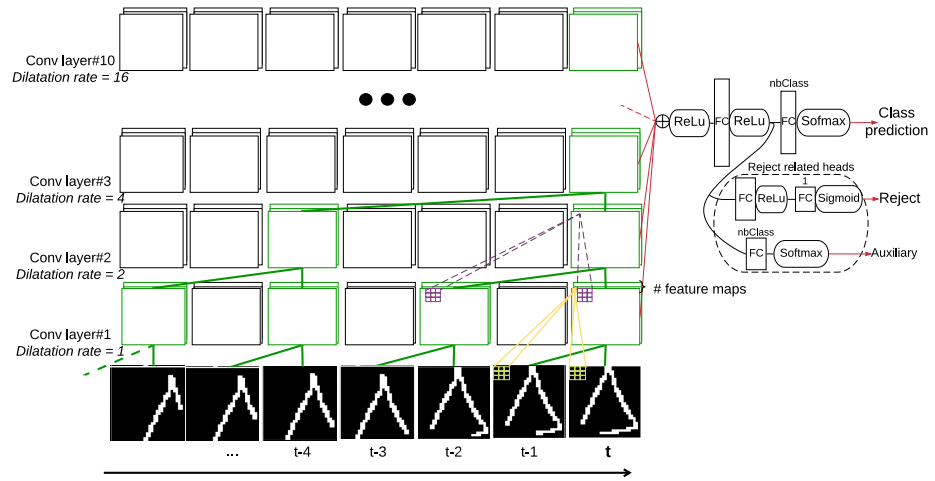 Conv layer#10
Dilatation rate = 16
Conv layer#3
Dilatation rate = 4
Conv layer#2
Dilatation rate = 2
Conv layer#1
Dilatation rate = 1
# feature maps
... t-4 t-3 t-2 t-1 t
nbClass
ReLu FC ReLu FC Sofmax
Class
prediction
Reject related heads
1
FC ReLu FC Sigmoid
Reject
nbClass
FC Softmax
Auxiliary